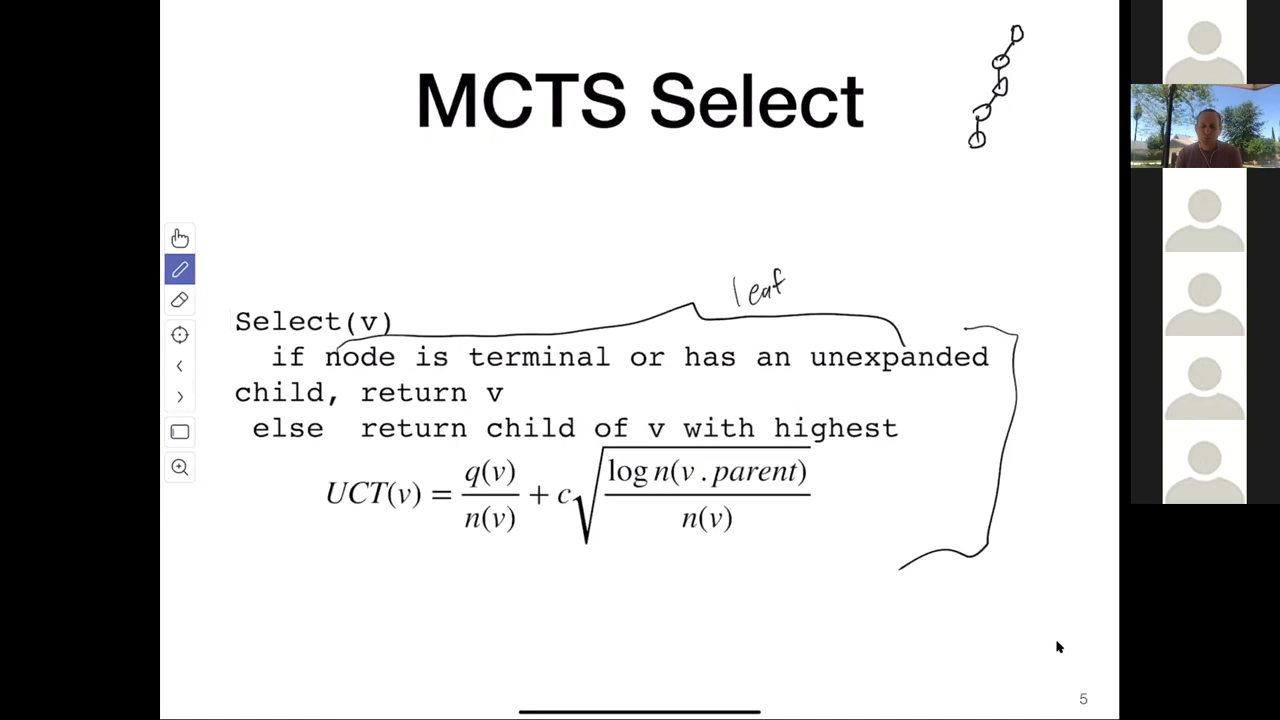 MCTS Select
leaf
Select(v)
if node is terminal or has an unexpanded
child, return v
else return child of v with highest
UCT(v) = q(v)/n(v) + c√(log n(v . parent)/n(v))
5